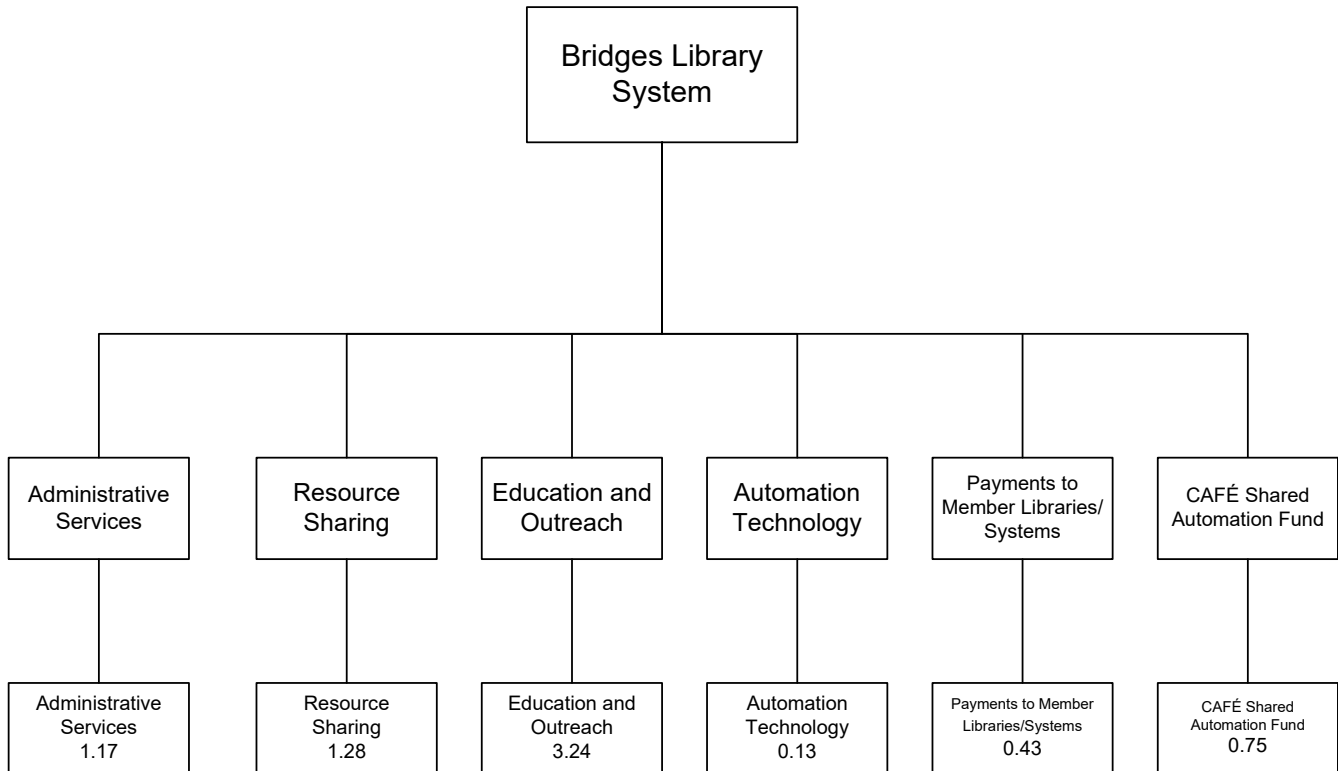 Bridges Library
System
Administrative
Services
Resource
Sharing
Education and
Outreach
Automation
Technology
Payments to
Member Libraries/
Systems
CAFÉ Shared
Automation Fund
Administrative
Services
1.17
Resource
Sharing
1.28
Education and
Outreach
3.24
Automation
Technology
0.13
Payments to Member
Libraries/Systems
0.43
CAFÉ Shared
Automation Fund
0.75